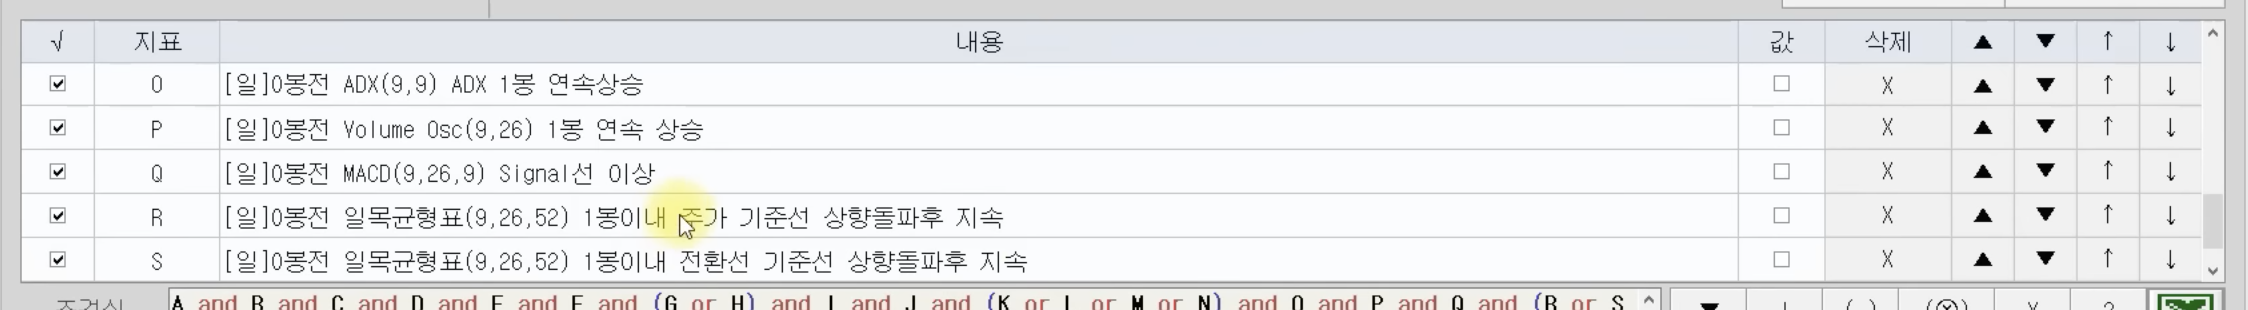 √ 지표 내용 값 삭제 ▲ ▼ ↑ ↓
O [일]0봉전 ADX(9,9) ADX 1봉 연속상승 X ▲ ▼ ↑ ↓
P [일]0봉전 Volume Osc(9,26) 1봉 연속 상승 X ▲ ▼ ↑ ↓
Q [일]0봉전 MACD(9,26,9) Signal선 이상 X ▲ ▼ ↑ ↓
R [일]0봉전 일목균형표(9,26,52) 1봉이내 주가 기준선 상향돌파후 지속 X ▲ ▼ ↑ ↓
S [일]0봉전 일목균형표(9,26,52) 1봉이내 전환선 기준선 상향돌파후 지속 X ▲ ▼ ↑ ↓
조건식 A and B and C and D and E and F and (G or H) and I and J and (K or L or M or N) and O and P and Q and (R or S